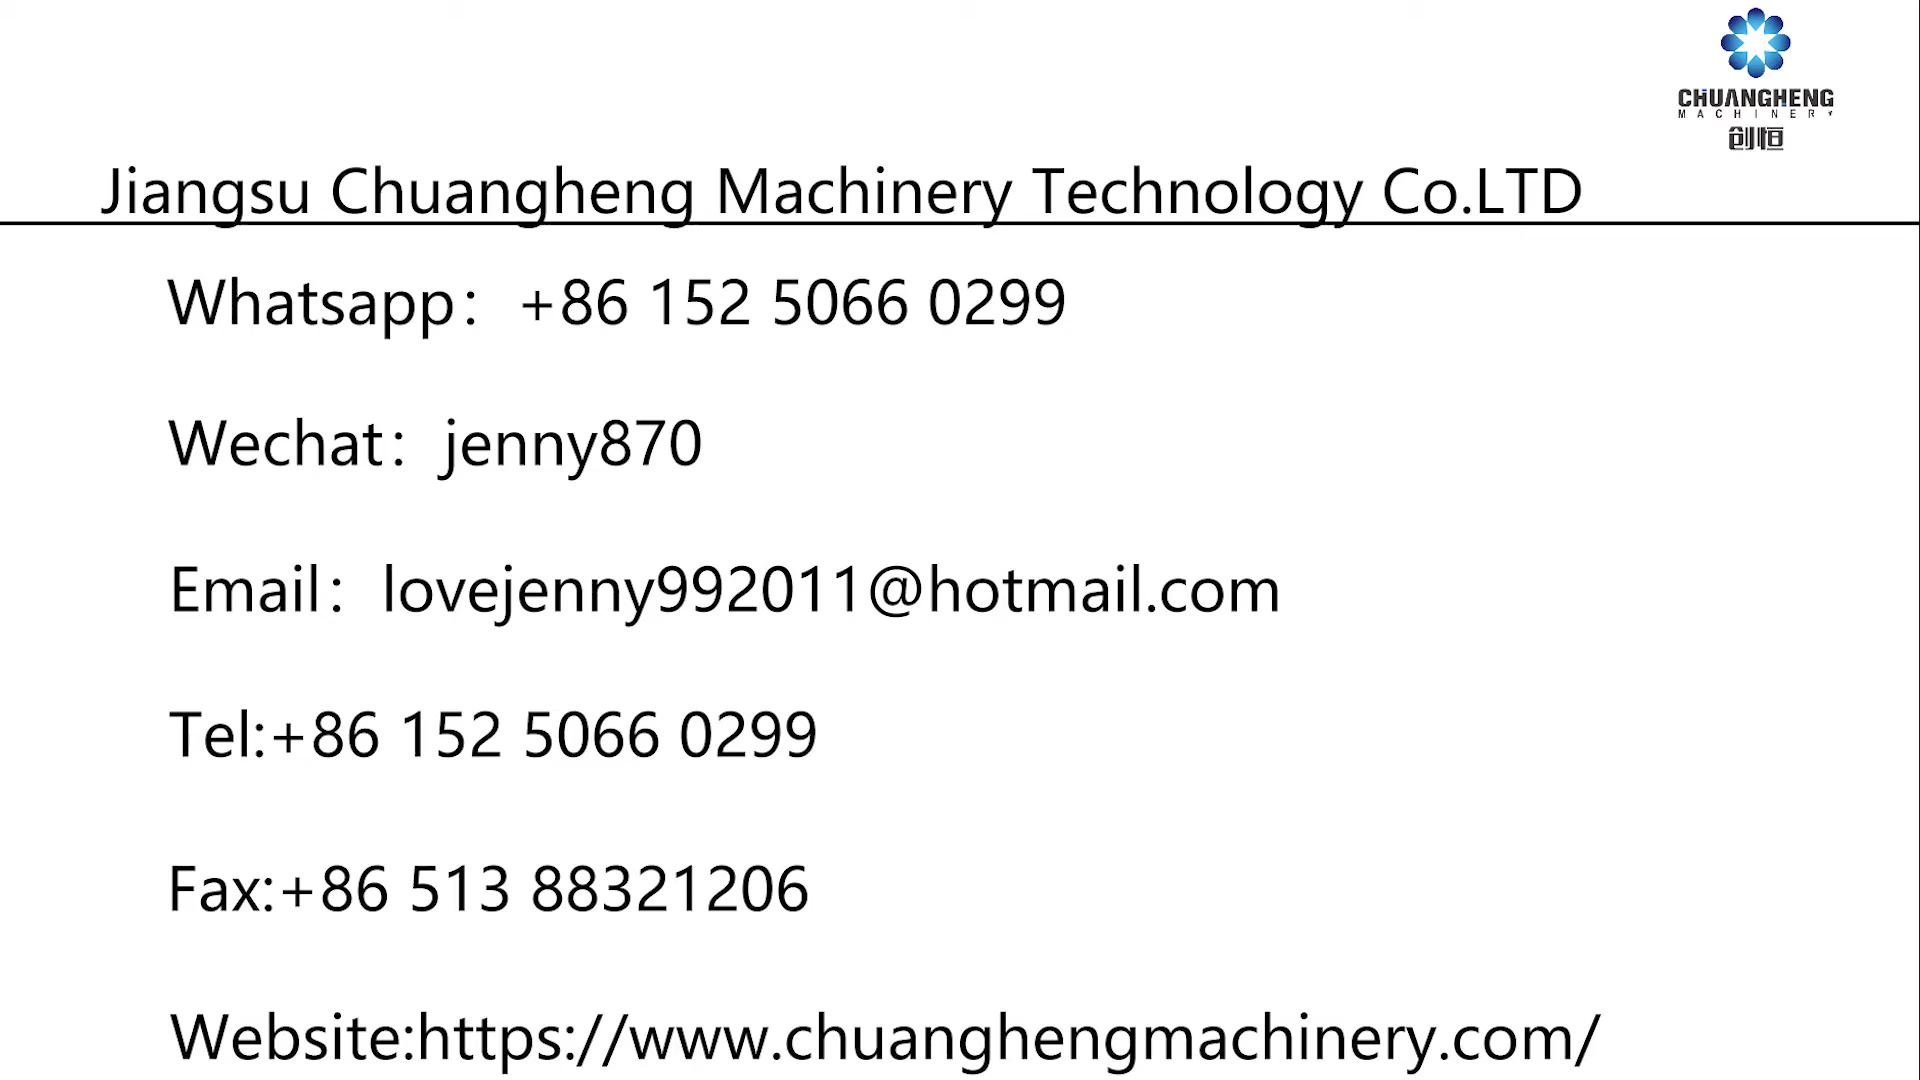 CHUANGHENG
MACHINERY
创恒
Jiangsu Chuangheng Machinery Technology Co.LTD
Whatsapp：+86 152 5066 0299
Wechat：jenny870
Email：lovejenny992011@hotmail.com
Tel:+86 152 5066 0299
Fax:+86 513 88321206
Website:https://www.chuanghengmachinery.com/